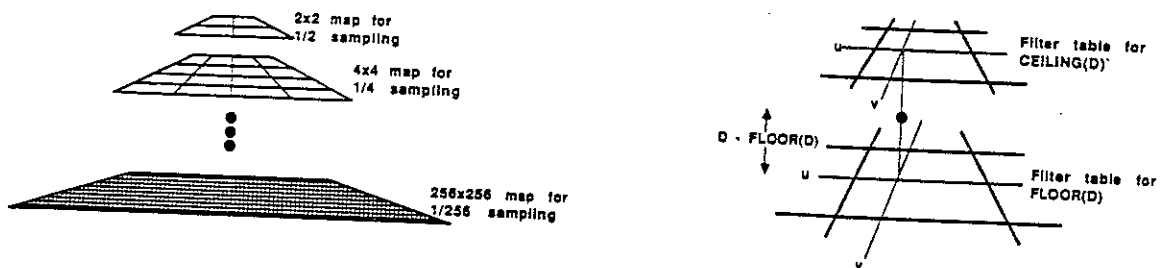 2x2 map for
1/2 sampling
4x4 map for
1/4 sampling
256x256 map for
1/256 sampling
u
v
Filter table for
CEILING(D)
D - FLOOR(D)
u
v
Filter table for
FLOOR(D)